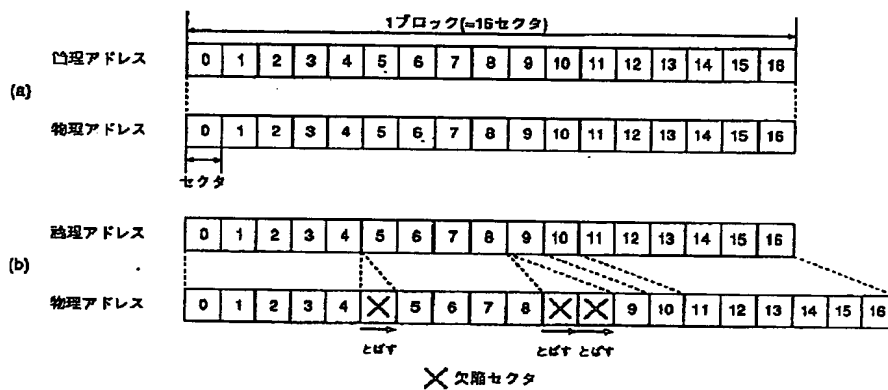 1ブロック(=16セクタ)
論理アドレス 0 1 2 3 4 5 6 7 8 9 10 11 12 13 14 15 16
(a)
物理アドレス 0 1 2 3 4 5 6 7 8 9 10 11 12 13 14 15 16
セクタ
論理アドレス 0 1 2 3 4 5 6 7 8 9 10 11 12 13 14 15 16
(b)
物理アドレス 0 1 2 3 4 5 6 7 8 9 10 11 12 13 14 15 16
とばす とばす とばす
欠陥セクタ